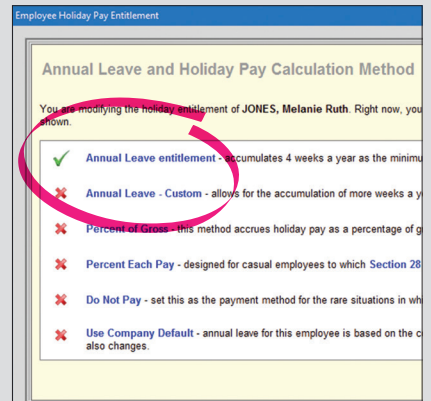 Employee Holiday Pay Entitlement
Annual Leave and Holiday Pay Calculation Method
You are modifying the holiday entitlement of JONES, Melanie Ruth. Right now, you
shown.
Annual Leave entitlement - accumulates 4 weeks a year as the minimu
Annual Leave - Custom - allows for the accumulation of more weeks a y
Percent of Gross - this method accrues holiday pay as a percentage of g
Percent Each Pay - designed for casual employees to which Section 28
Do Not Pay - set this as the payment method for the rare situations in wh
Use Company Default - annual leave for this employee is based on the c
also changes.